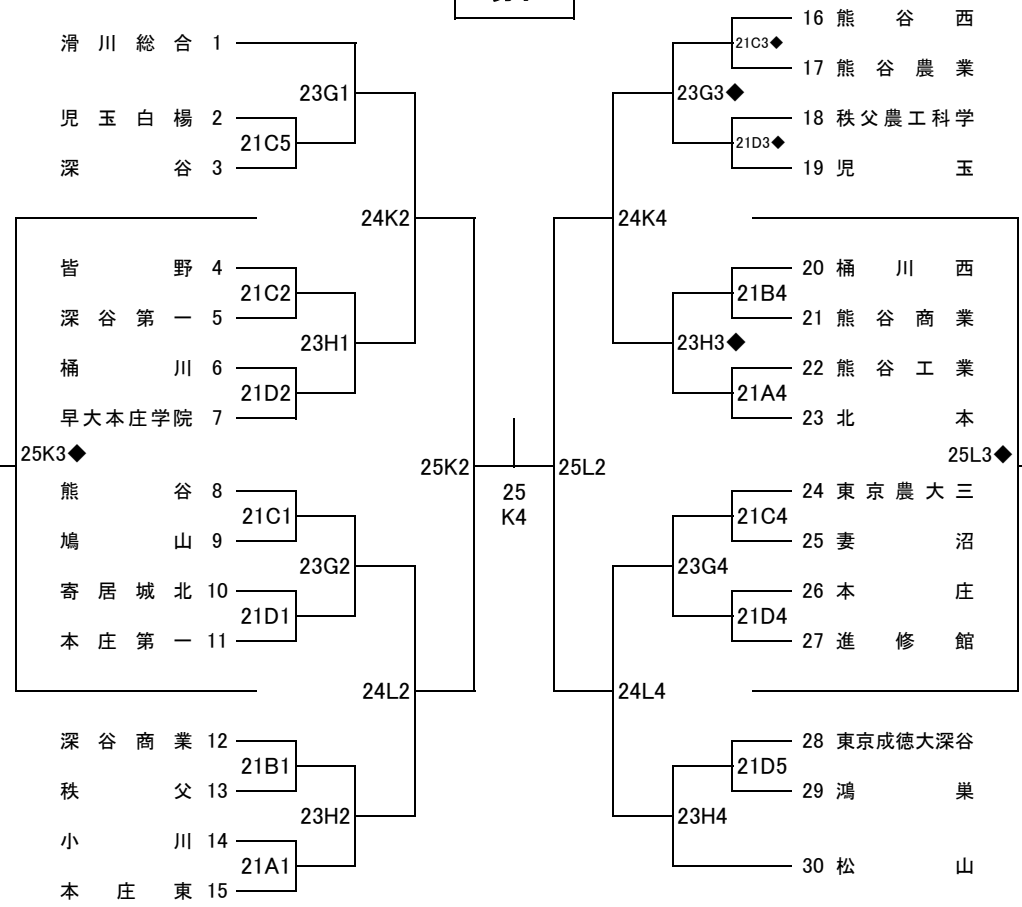 滑川総合 1
23G1
児玉白楊 2
21C5
深谷 3
24K2
皆野 4
21C2
深谷第一 5
23H1
桶川 6
21D2
早大本庄学院 7
25K3◆
25K2
熊谷 8
21C1
鳩山 9
23G2
寄居城北 10
21D1
本庄第一 11
24L2
深谷商業 12
21B1
秩父 13
23H2
小川 14
21A1
本庄東 15
25
K4
16 熊谷西
21C3◆
17 熊谷農業
23G3◆
18 秩父農工科学
21D3◆
19 児玉
24K4
20 桶川西
21B4
21 熊谷商業
23H3◆
22 熊谷工業
21A4
23 北本
25L3◆
25L2
24 東京農大三
21C4
25 妻沼
23G4
26 本庄
21D4
27 進修館
24L4
28 東京成徳大深谷
21D5
29 鴻巣
23H4
30 松山